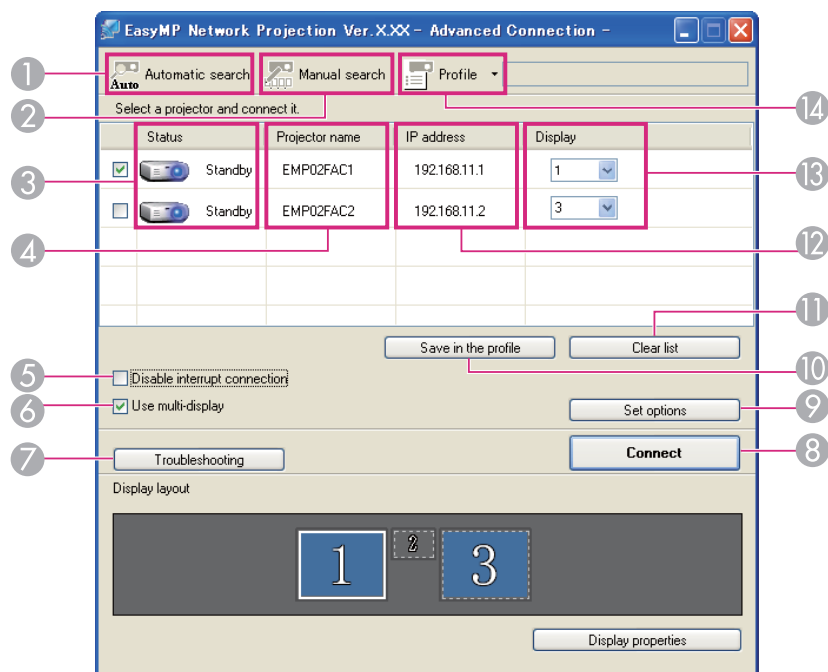 EasyMP Network Projection Ver.X.XX - Advanced Connection -
1 Auto Automatic search Manual search Profile
2 14
Select a projector and connect it.
Status Projector name IP address Display
3 Standby EMP02FAC1 192.168.11.1 1 13
Standby EMP02FAC2 192.168.11.2 3
4 12
11
Save in the profile Clear list
5 Disable interrupt connection 10
6 Use multi-display Set options 9
7 Troubleshooting Connect 8
Display layout
1 2 3
Display properties